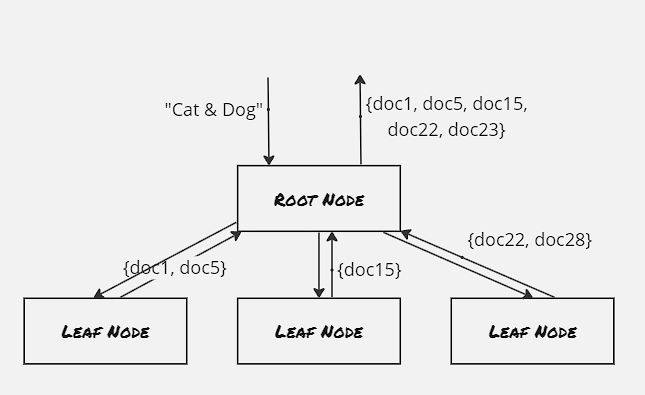 "Cat & Dog"
{doc1, doc5, doc15,
doc22, doc23}
Root Node
{doc1, doc5}
{doc15}
{doc22, doc28}
Leaf Node
Leaf Node
Leaf Node